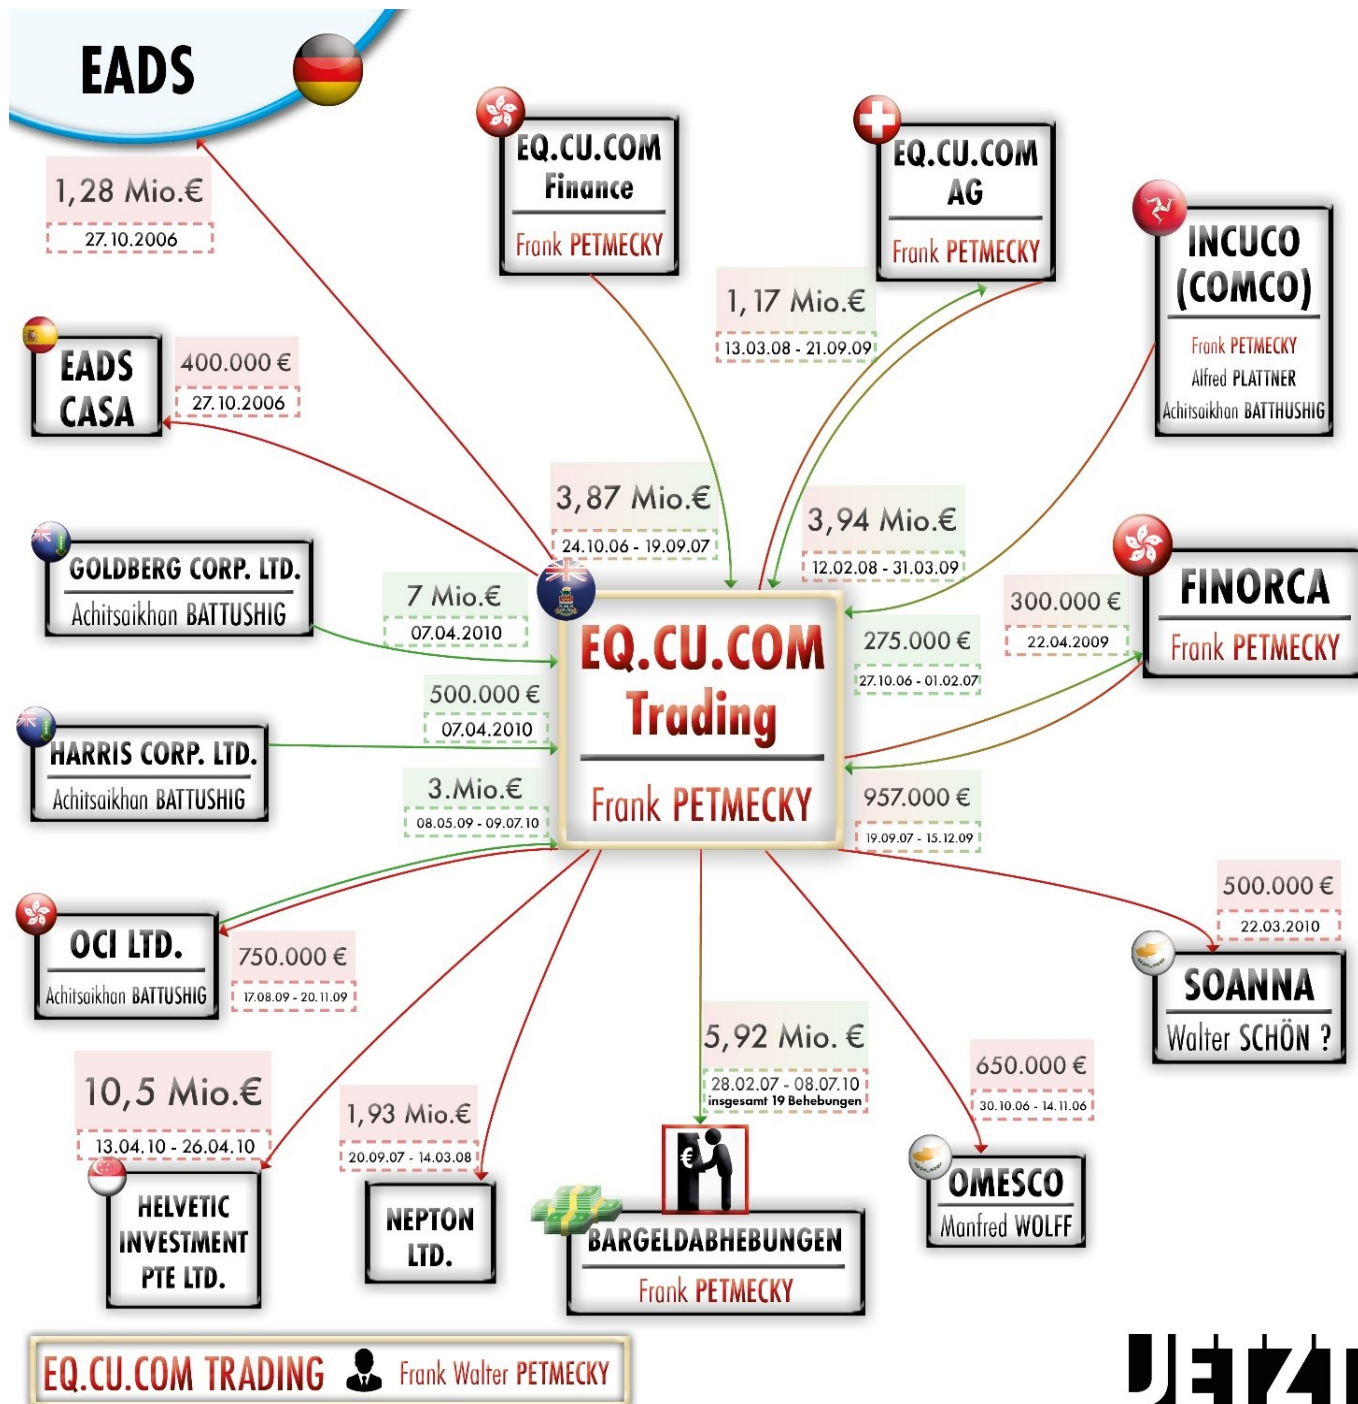 EADS
1,28 Mio.€
27.10.2006
EQ.CU.COM
Finance
Frank PETMECKY
EQ.CU.COM
AG
Frank PETMECKY
1,17 Mio.€
13.03.08 - 21.09.09
INCUCO
(COMCO)
Frank PETMECKY
Alfred PLATTNER
Achitsaikhan BATTHUSHIG
EADS
CASA
400.000 €
27.10.2006
3,87 Mio.€
24.10.06 - 19.09.07
3,94 Mio.€
12.02.08 - 31.03.09
GOLDBERG CORP. LTD.
Achitsaikhan BATTUSHIG
7 Mio.€
07.04.2010
275.000 €
27.10.06 - 01.02.07
300.000 €
22.04.2009
FINORCA
Frank PETMECKY
EQ.CU.COM
Trading
Frank PETMECKY
HARRIS CORP. LTD.
Achitsaikhan BATTUSHIG
500.000 €
07.04.2010
3.Mio.€
08.05.09 - 09.07.10
957.000 €
19.09.07 - 15.12.09
OCI LTD.
Achitsaikhan BATTUSHIG
750.000 €
17.08.09 - 20.11.09
500.000 €
22.03.2010
SOANNA
Walter SCHÖN ?
10,5 Mio.€
13.04.10 - 26.04.10
HELVETIC
INVESTMENT
PTE LTD.
1,93 Mio.€
20.09.07 - 14.03.08
NEPTON
LTD.
5,92 Mio. €
28.02.07 - 08.07.10
insgesamt 19 Behebungen
€
BARGELDABHEBUNGEN
Frank PETMECKY
650.000 €
30.10.06 - 14.11.06
OMESCO
Manfred WOLFF
EQ.CU.COM TRADING
Frank Walter PETMECKY
JETZT